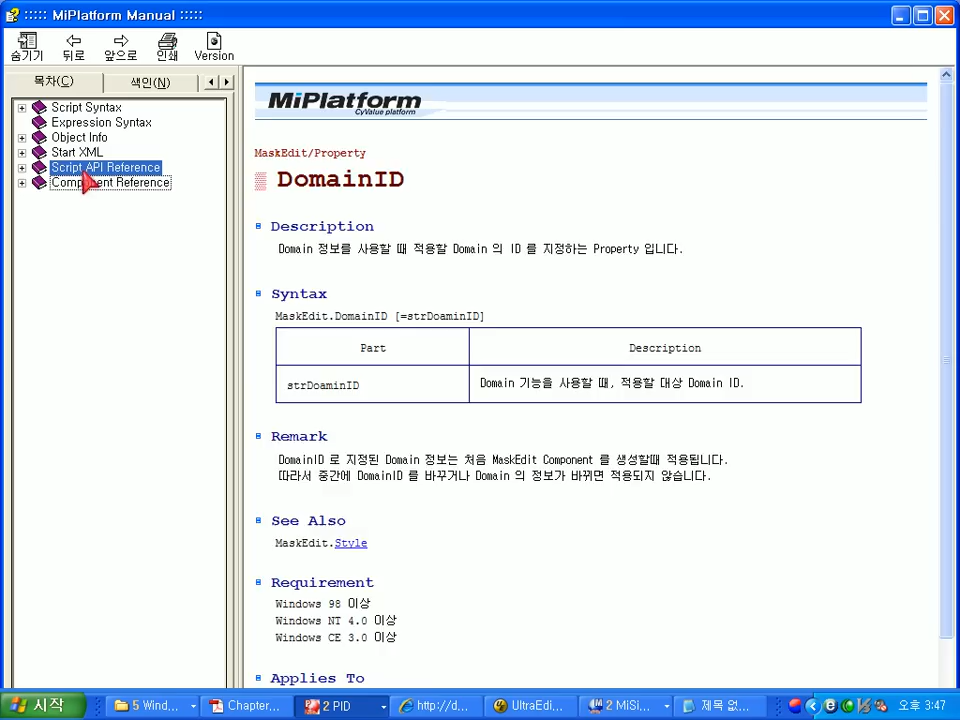 ::::: MiPlatform Manual :::::
숨기기 뒤로 앞으로 인쇄 Version
목차(C) 색인(N)
Script Syntax
Expression Syntax
Object Info
Start XML
Script API Reference
Component Reference
MiPlatform
CyValue platform
MaskEdit/Property
DomainID
Description
Domain 정보를 사용할 때 적용할 Domain 의 ID 를 지정하는 Property 입니다.
Syntax
MaskEdit.DomainID [=strDoaminID]
Part Description
strDoaminID Domain 기능을 사용할 때, 적용할 대상 Domain ID.
Remark
DomainID 로 지정된 Domain 정보는 처음 MaskEdit Component 를 생성할때 적용됩니다.
따라서 중간에 DomainID 를 바꾸거나 Domain 의 정보가 바뀌면 적용되지 않습니다.
See Also
MaskEdit.Style
Requirement
Windows 98 이상
Windows NT 4.0 이상
Windows CE 3.0 이상
Applies To
시작 5 Wind... Chapter... 2 PID http://d... UltraEdi... 2 MiSi... 제목 없... 오후 3:47